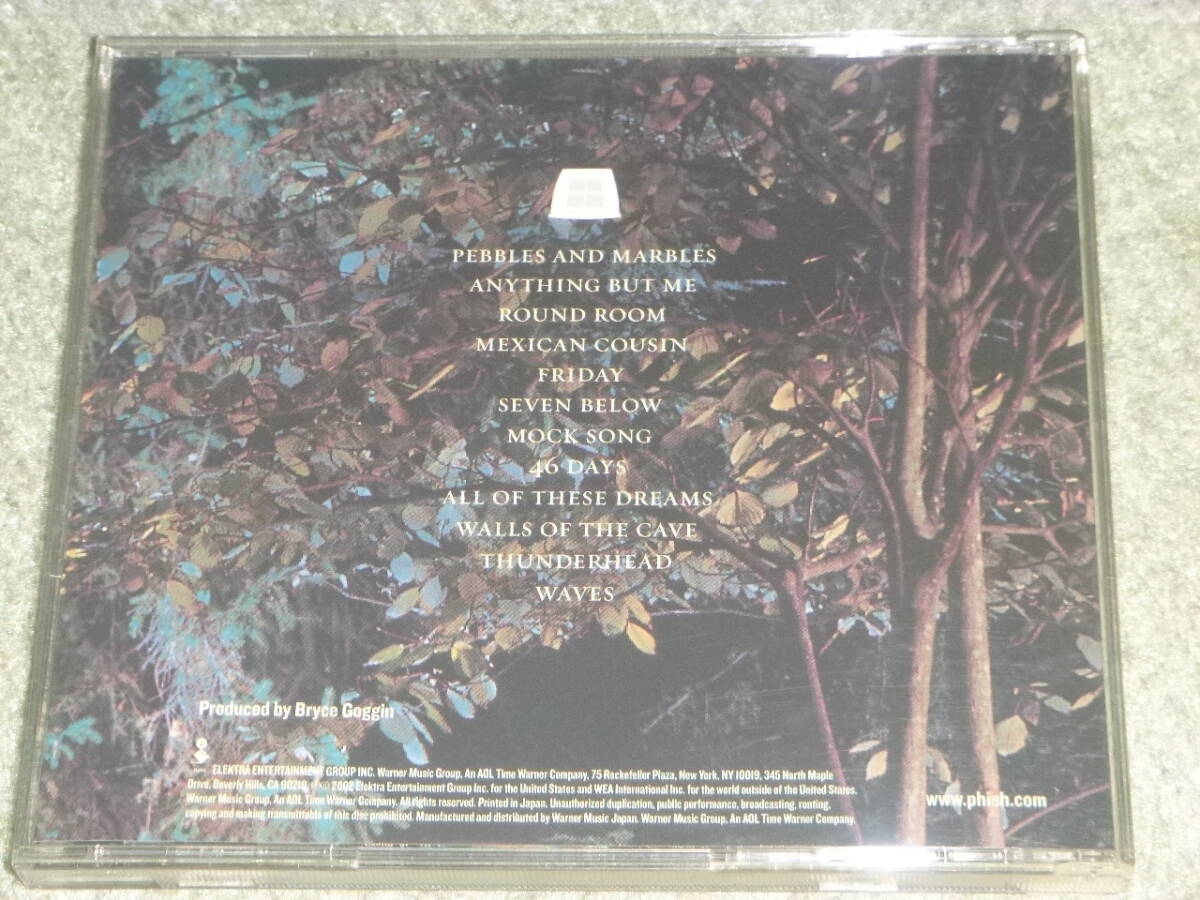 PEBBLES AND MARBLES
ANYTHING BUT ME
ROUND ROOM
MEXICAN COUSIN
FRIDAY
SEVEN BELOW
MOCK SONG
46 DAYS
ALL OF THESE DREAMS
WALLS OF THE CAVE
THUNDERHEAD
WAVES
Produced by Bryce Goggin
ELEKTRA ENTERTAINMENT GROUP INC. Warner Music Group, An AOL Time Warner Company, 75 Rockefeller Plaza, New York, NY 10019, 345 North Maple
Drive, Beverly Hills, CA 90210. 2002 Elektra Entertainment Group Inc. for the United States and WEA International Inc. for the world outside of the United States.
Warner Music Group, An AOL Time Warner Company. All rights reserved. Printed in Japan. Unauthorized duplication, public performance, broadcasting, renting,
copying and making transmittable of this disc prohibited. Manufactured and distributed by Warner Music Japan. Warner Music Group, An AOL Time Warner Company.
www.phish.com